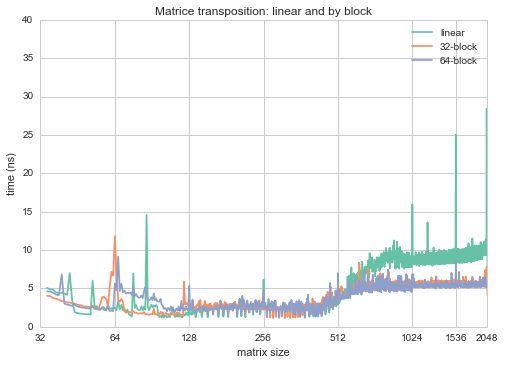 Matrice transposition: linear and by block
40
35
30
25
20
15
10
5
0
time (ns)
linear
32-block
64-block
32 64 128 256 512 1024 1536 2048
matrix size